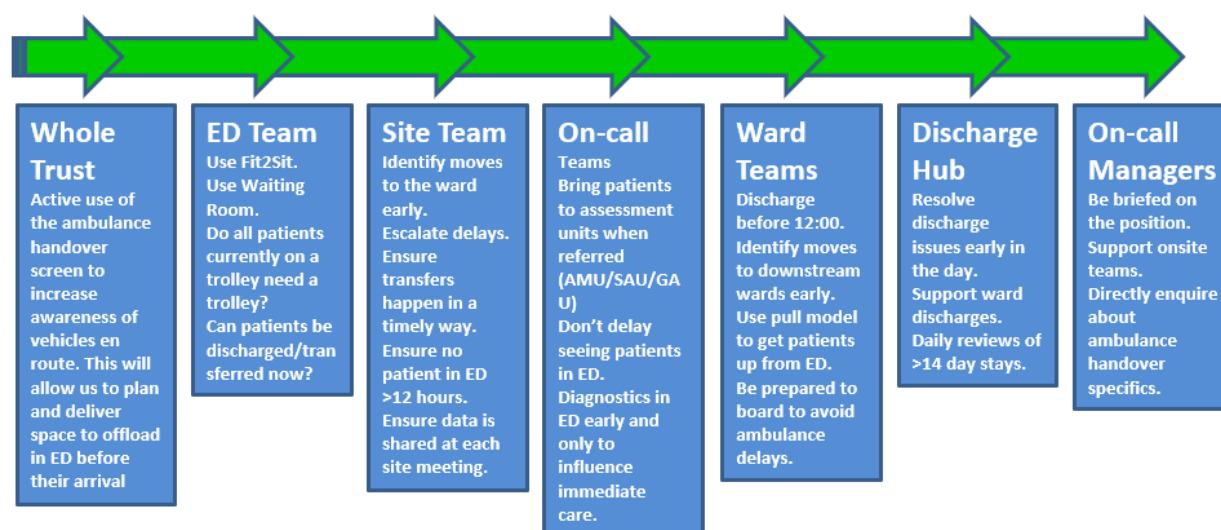 Whole
Trust
Active use of
the ambulance
handover
screen to
increase
awareness of
vehicles en
route. This will
allow us to plan
and deliver
space to offload
in ED before
their arrival
ED Team
Use Fit2Sit.
Use Waiting
Room.
Do all patients
currently on a
trolley need a
trolley?
Can patients be
discharged/tran
sferred now?
Site Team
Identify moves
to the ward
early.
Escalate delays.
Ensure
transfers
happen in a
timely way.
Ensure no
patient in ED
>12 hours.
Ensure data is
shared at each
site meeting.
On-call
Teams
Bring patients
to assessment
units when
referred
(AMU/SAU/GA
U)
Don’t delay
seeing patients
in ED.
Diagnostics in
ED early and
only to
influence
immediate
care.
Ward
Teams
Discharge
before 12:00.
Identify moves
to downstream
wards early.
Use pull model
to get patients
up from ED.
Be prepared to
board to avoid
ambulance
delays.
Discharge
Hub
Resolve
discharge
issues early in
the day.
Support ward
discharges.
Daily reviews of
>14 day stays.
On-call
Managers
Be briefed on
the position.
Support onsite
teams.
Directly enquire
about
ambulance
handover
specifics.